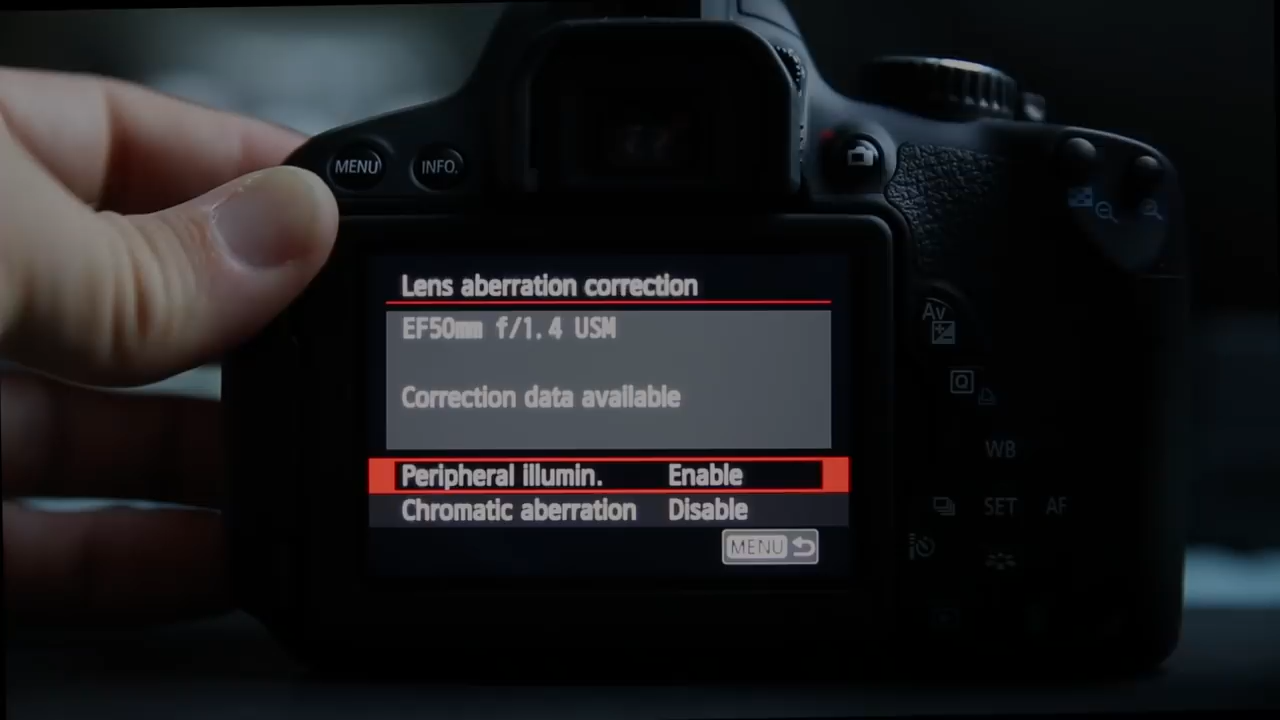 MENU INFO.
Lens aberration correction
EF50mm f/1.4 USM
Correction data available
Peripheral illumin. Enable
Chromatic aberration Disable
MENU
Av
Q
WB
SET AF